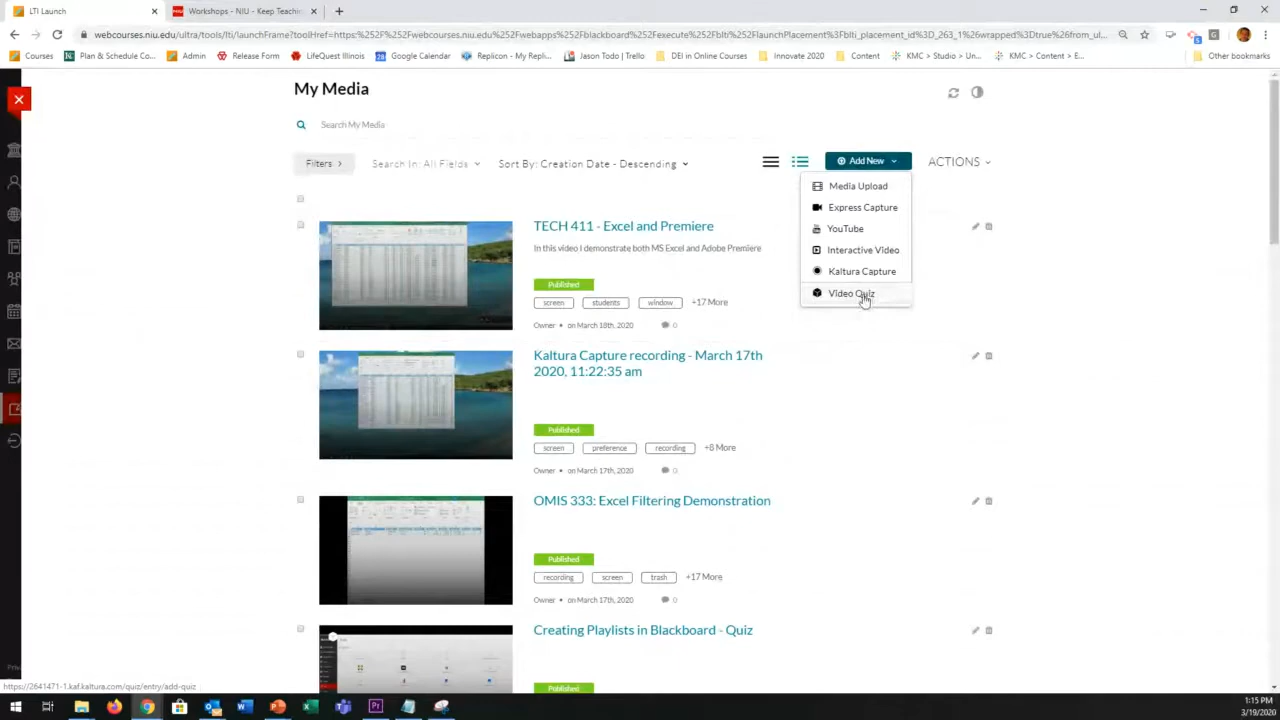 LTI Launch
Workshops - NIU - Keep Teachin
webcourses.niu.edu/ultra/tools/lti/launchFrame?toolHref=https%252F%252Fwebcourses.niu.edu%252Fwebapps%252Fblackboard%252Fexecute%252Fblti%252FlaunchPlacement%253Fblti_placement_id%253D_263_1%26wrapped%3Dtrue%26from_ul...
Courses
Plan & Schedule Co...
Admin
Release Form
LifeQuest Illinois
Google Calendar
Replicon - My Repli...
Jason Todd | Trello
DEI in Online Courses
Innovate 2020
Content
KMC > Studio > Un...
KMC > Content > E...
Other bookmarks
My Media
Search My Media
Filters
Search In: All Fields
Sort By: Creation Date - Descending
Add New
ACTIONS
Media Upload
Express Capture
YouTube
Interactive Video
Kaltura Capture
Video Quiz
TECH 411 - Excel and Premiere
In this video I demonstrate both MS Excel and Adobe Premiere
Published
screen students window +17 More
Owner • on March 18th, 2020 0
Kaltura Capture recording - March 17th
2020, 11:22:35 am
Published
screen preference recording +8 More
Owner • on March 17th, 2020 0
OMIS 333: Excel Filtering Demonstration
Published
recording screen trash +17 More
Owner • on March 17th, 2020 0
Creating Playlists in Blackboard - Quiz
Published
https://2641471-1.kaf.kaltura.com/quiz/entry/add-quiz
1:15 PM
3/19/2020